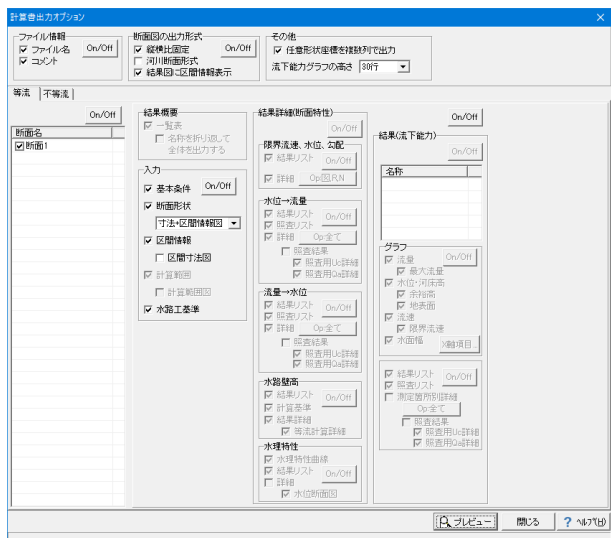 計算書出力オプション
ファイル情報
ファイル名 On/Off
コメント
断面図の出力形式
縦横比固定 On/Off
河川断面形式
結果図に区間情報表示
その他
任意形状座標を複数列で出力
流下能力グラフの高さ 30行
等流 不等流
On/Off
断面名
断面1
結果概要
一覧表
名称を折り返して
全体を出力する
入力
基本条件 On/Off
断面形状
寸法+区間情報図
区間情報
区間寸法図
計算範囲
計算範囲図
水路工基準
結果詳細(断面特性)
On/Off
限界流速、水位、勾配
結果リスト On/Off
詳細 Op:図,R,N
水位→流量
結果リスト On/Off
照査リスト
詳細 Op:全て
照査結果
照査用Uc詳細
照査用Qa詳細
流量→水位
結果リスト On/Off
照査リスト
詳細 Op:全て
照査結果
照査用Uc詳細
照査用Qa詳細
水路壁高
結果リスト On/Off
計算基準
結果詳細
等流計算詳細
水理特性
水理特性曲線
結果リスト On/Off
詳細
水位断面図
On/Off
結果(流下能力)
On/Off
名称
グラフ
流量 On/Off
最大流量
水位・河床高
余裕高
地表面
流速
限界流速
水面幅 X軸項目...
結果リスト On/Off
照査リスト
測定箇所別詳細
Op:全て
照査結果
照査用Uc詳細
照査用Qa詳細
プレビュー 閉じる ? ヘルプ(H)